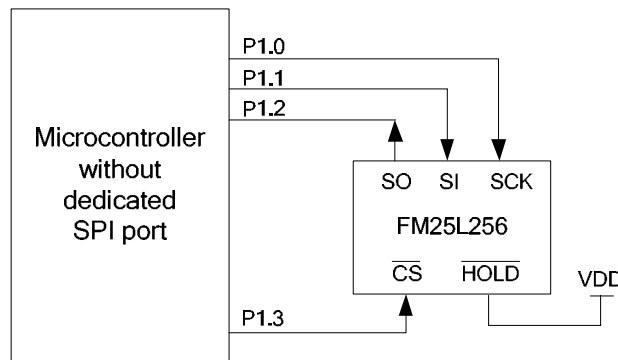 P1.0
P1.1
P1.2
Microcontroller
without
dedicated
SPI port
SO SI SCK
FM25L256
CS HOLD
VDD
P1.3